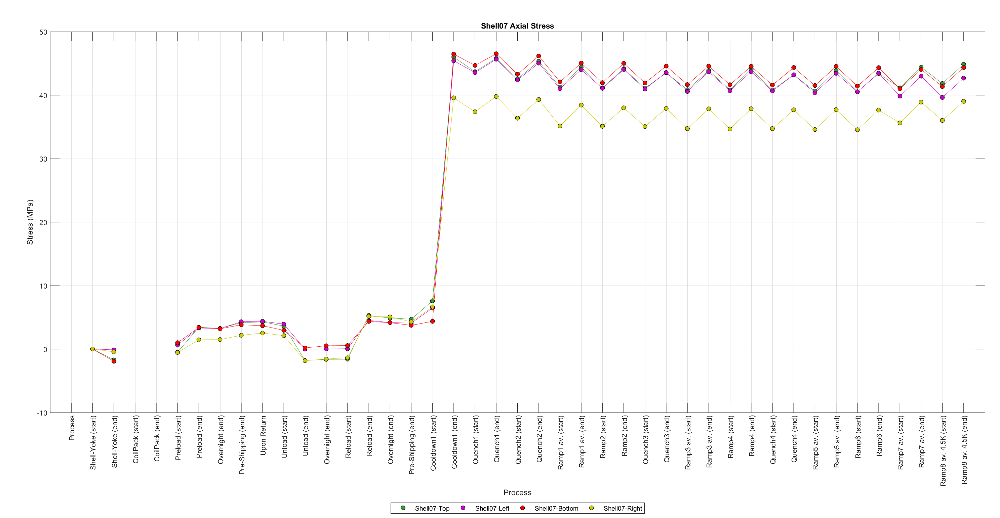 Shell07 Axial Stress
50
40
30
20
10
0
-10
Stress (MPa)
Process
Shell-Yoke (start)
Shell-Yoke (end)
CoilPack (start)
CoilPack (end)
Preload (start)
Preload (end)
Overnight (end)
Pre-Shipping (end)
Upon Return
Unload (start)
Unload (end)
Overnight (end)
Reload (start)
Reload (end)
Overnight (end)
Pre-Shipping (end)
Cooldown1 (start)
Cooldown1 (end)
Quench1 (start)
Quench1 (end)
Quench2 (start)
Quench2 (end)
Ramp1 av. (start)
Ramp1 av. (end)
Ramp2 (start)
Ramp2 (end)
Quench3 (start)
Quench3 (end)
Ramp3 av. (start)
Ramp3 av. (end)
Ramp4 (start)
Ramp4 (end)
Quench4 (start)
Quench4 (end)
Ramp5 av. (start)
Ramp5 av. (end)
Ramp6 (start)
Ramp6 (end)
Ramp7 av. (start)
Ramp7 av. (end)
Ramp8 av. 4.5K (start)
Ramp8 av. 4.5K (end)
Process
Shell07-Top Shell07-Left Shell07-Bottom Shell07-Right